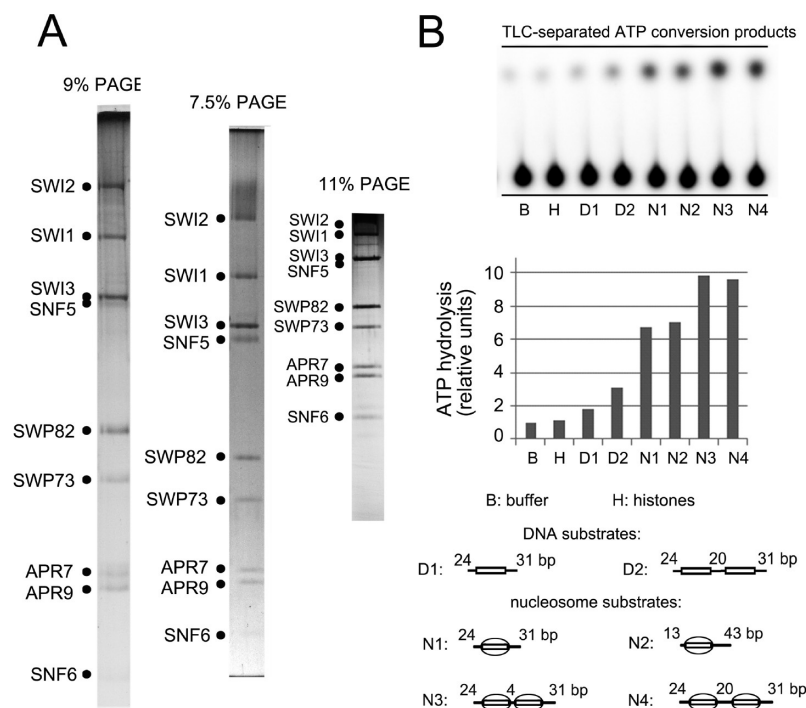 A
9% PAGE
SWI2
SWI1
SWI3
SNF5
SWP82
SWP73
APR7
APR9
SNF6
7.5% PAGE
SWI2
SWI1
SWI3
SNF5
SWP82
SWP73
APR7
APR9
SNF6
11% PAGE
SWI2
SWI1
SWI3
SNF5
SWP82
SWP73
APR7
APR9
SNF6
B
TLC-separated ATP conversion products
B H D1 D2 N1 N2 N3 N4
ATP hydrolysis
(relative units)
10
8
6
4
2
0
B H D1 D2 N1 N2 N3 N4
B: buffer H: histones
DNA substrates:
D1: 24 31 bp D2: 24 20 31 bp
nucleosome substrates:
N1: 24 31 bp N2: 13 43 bp
N3: 24 4 31 bp N4: 24 20 31 bp